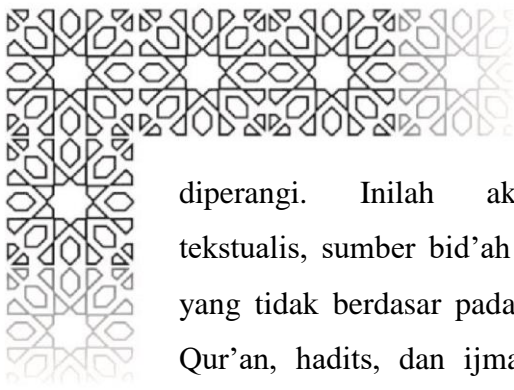 diperangi. Inilah
tekstualis, sumber bid’ah
yang tidak berdasar pada
Qur’an, hadits, dan